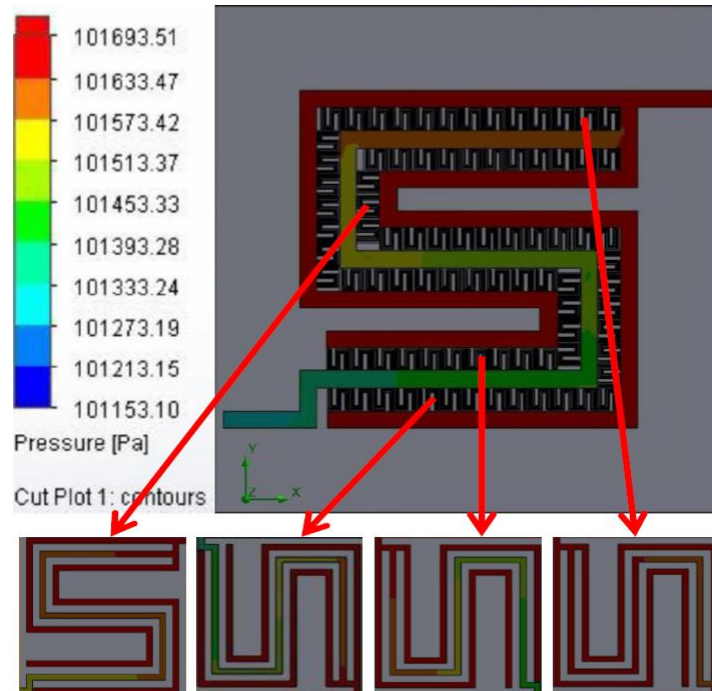 101693.51
101633.47
101573.42
101513.37
101453.33
101393.28
101333.24
101273.19
101213.15
101153.10
Pressure [Pa]
Cut Plot 1: contours
Y
Z
X